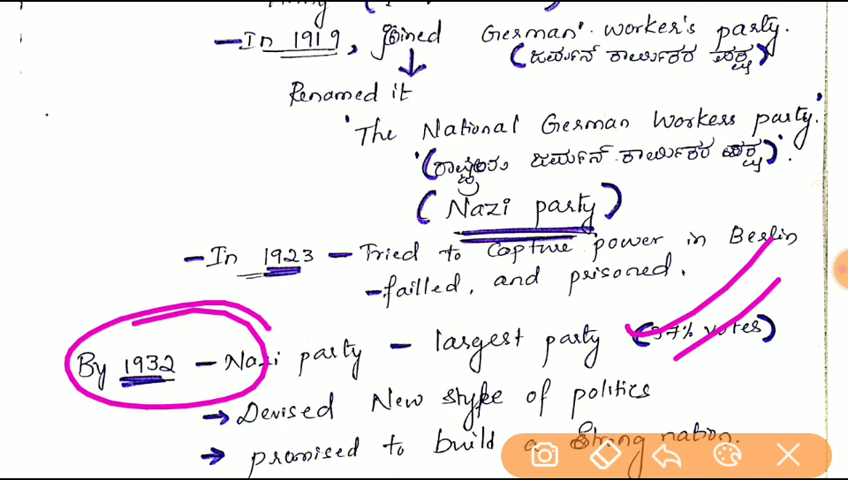 – In 1919, joined German workers party.
(ಜರ್ಮನ್ ಕಾರ್ಮಿಕರ ಪಕ್ಷ)
Renamed it
'The National German Workers party.'
'(ರಾಷ್ಟ್ರೀಯ ಜರ್ಮನ್ ಕಾರ್ಮಿಕರ ಪಕ್ಷ)'.
(Nazi party)
– In 1923 – Tried to capture power in Berlin
– failled, and prisoned.
By 1932 – Nazi party – largest party (37% votes)
→ Devised New style of politics
→ promised to build a strong nation.